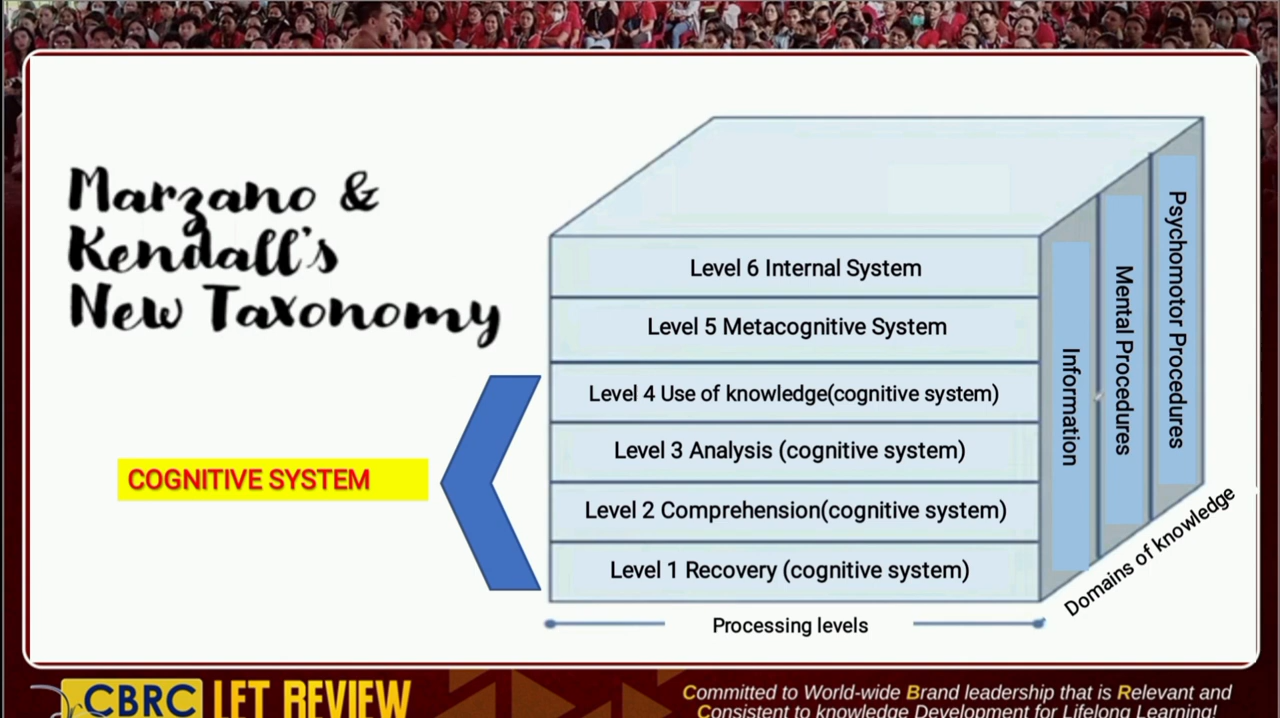 Marzano &
Kendall's
New Taxonomy
COGNITIVE SYSTEM
Level 6 Internal System
Level 5 Metacognitive System
Level 4 Use of knowledge(cognitive system)
Level 3 Analysis (cognitive system)
Level 2 Comprehension(cognitive system)
Level 1 Recovery (cognitive system)
Processing levels
Information
Mental Procedures
Psychomotor Procedures
Domains of knowledge
CBRC LET REVIEW
Committed to World-wide Brand leadership that is Relevant and
Consistent to knowledge Development for Lifelong Learning!